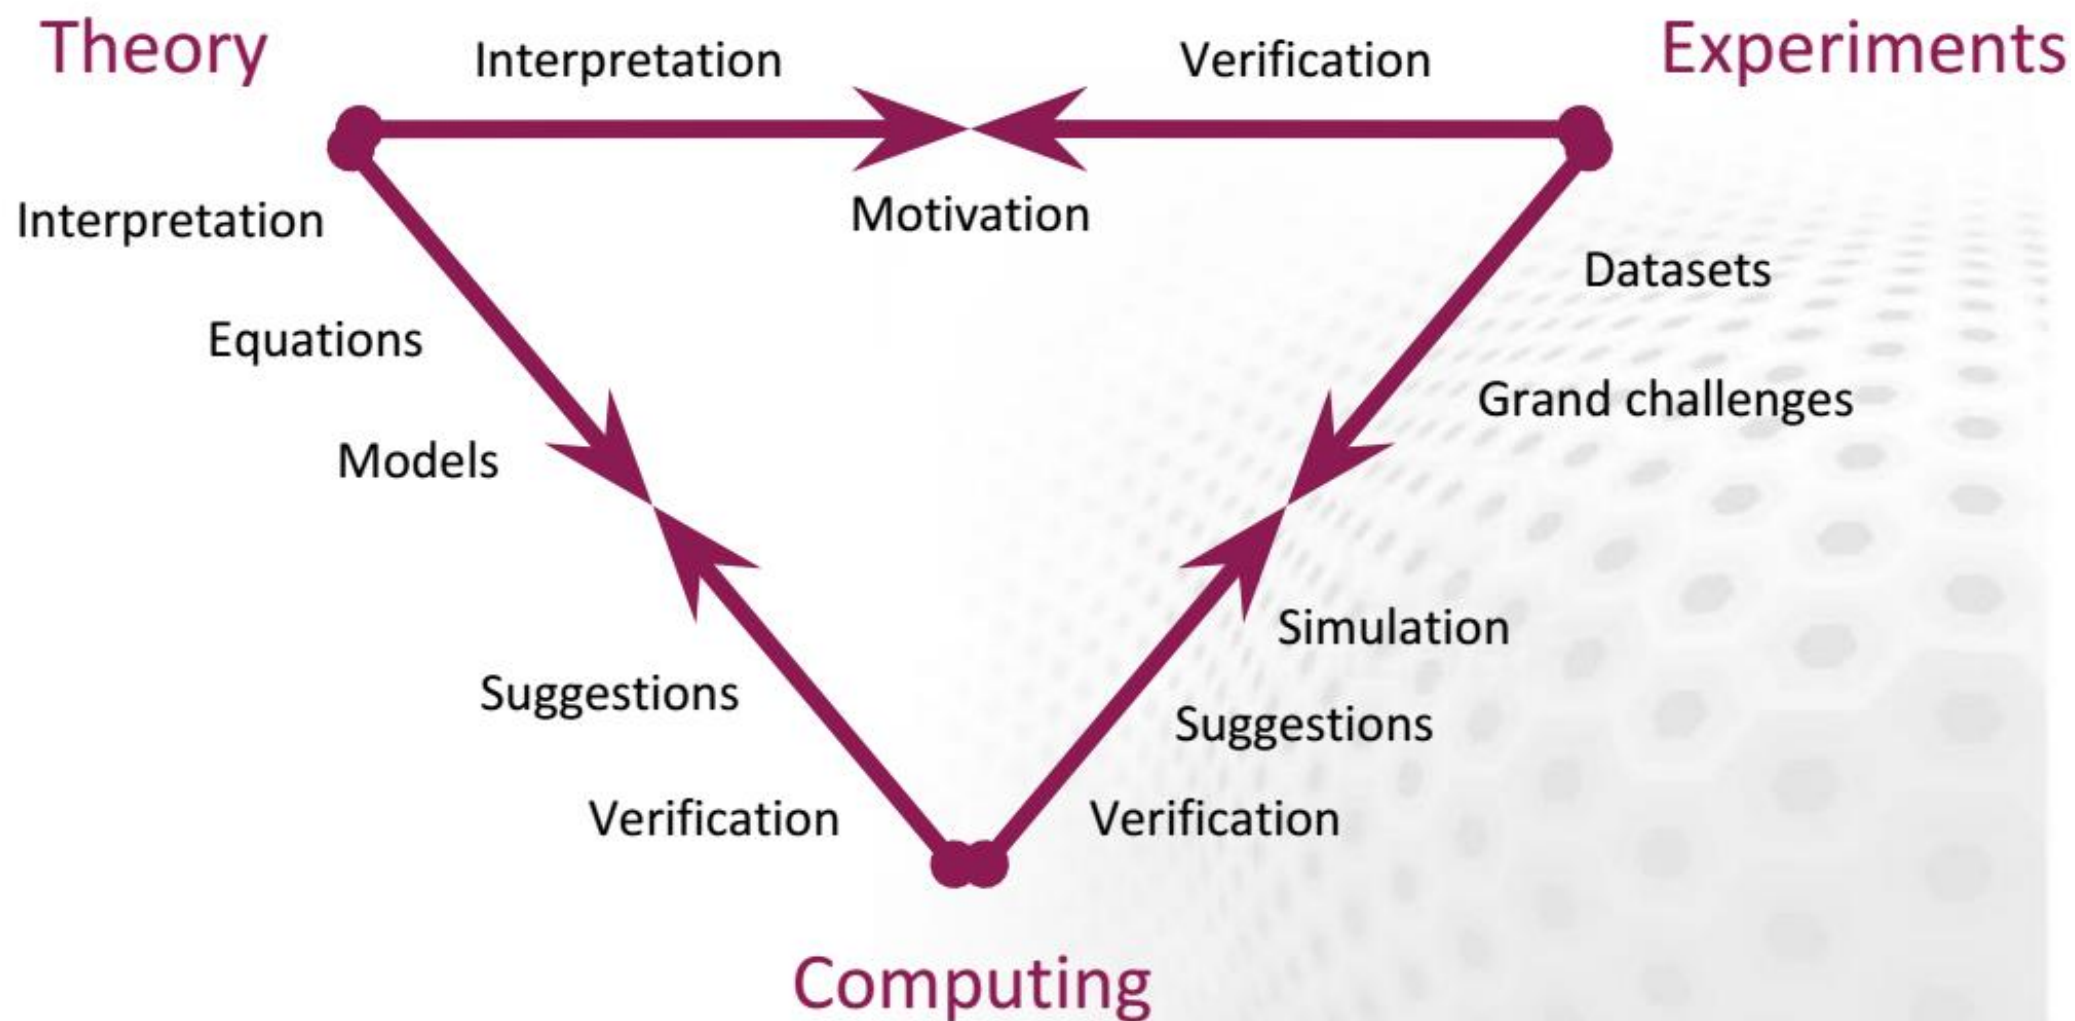 Theory
Interpretation
Verification
Experiments
Motivation
Interpretation
Datasets
Equations
Grand challenges
Models
Simulation
Suggestions
Suggestions
Verification
Verification
Computing